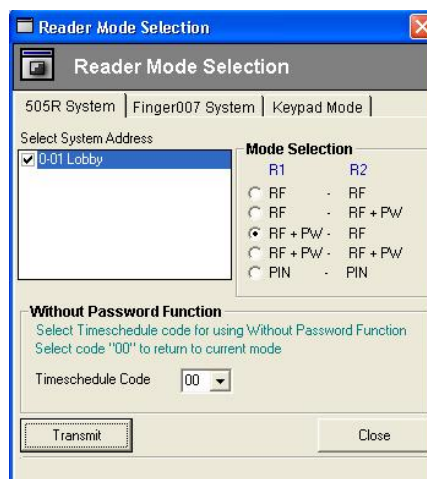 Reader Mode Selection
Reader Mode Selection
505R System | Finger007 System | Keypad Mode
Select System Address
0-01 Lobby
Mode Selection
R1 R2
RF - RF
RF - RF + PW
RF + PW - RF
RF + PW - RF + PW
PIN - PIN
Without Password Function
Select Timeschedule code for using Without Password Function
Select code "00" to return to current mode
Timeschedule Code 00
Transmit Close